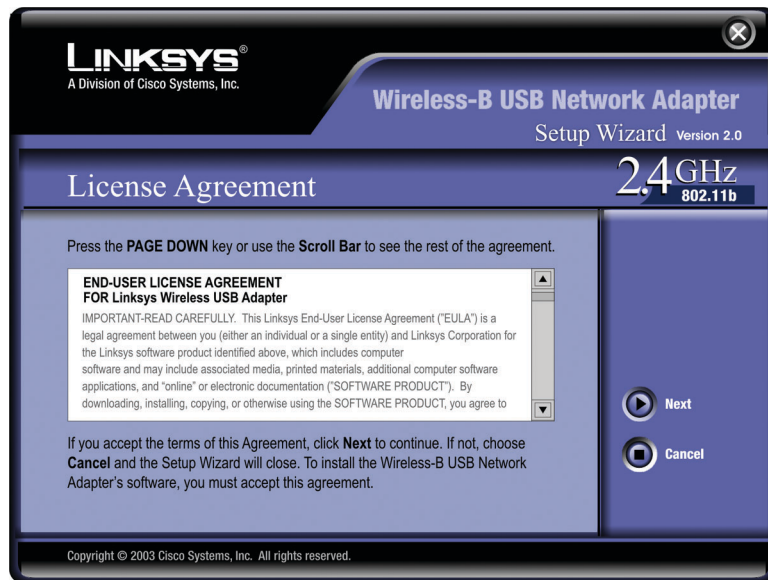 LINKSYS®
A Division of Cisco Systems, Inc.
Wireless-B USB Network Adapter
Setup Wizard Version 2.0
License Agreement
2.4 GHz
802.11b
Press the PAGE DOWN key or use the Scroll Bar to see the rest of the agreement.
END-USER LICENSE AGREEMENT
FOR Linksys Wireless USB Adapter
IMPORTANT-READ CAREFULLY. This Linksys End-User License Agreement ("EULA") is a
legal agreement between you (either an individual or a single entity) and Linksys Corporation for
the Linksys software product identified above, which includes computer
software and may include associated media, printed materials, additional computer software
applications, and "online" or electronic documentation ("SOFTWARE PRODUCT"). By
downloading, installing, copying, or otherwise using the SOFTWARE PRODUCT, you agree to
If you accept the terms of this Agreement, click Next to continue. If not, choose
Cancel and the Setup Wizard will close. To install the Wireless-B USB Network
Adapter's software, you must accept this agreement.
Next
Cancel
Copyright © 2003 Cisco Systems, Inc. All rights reserved.